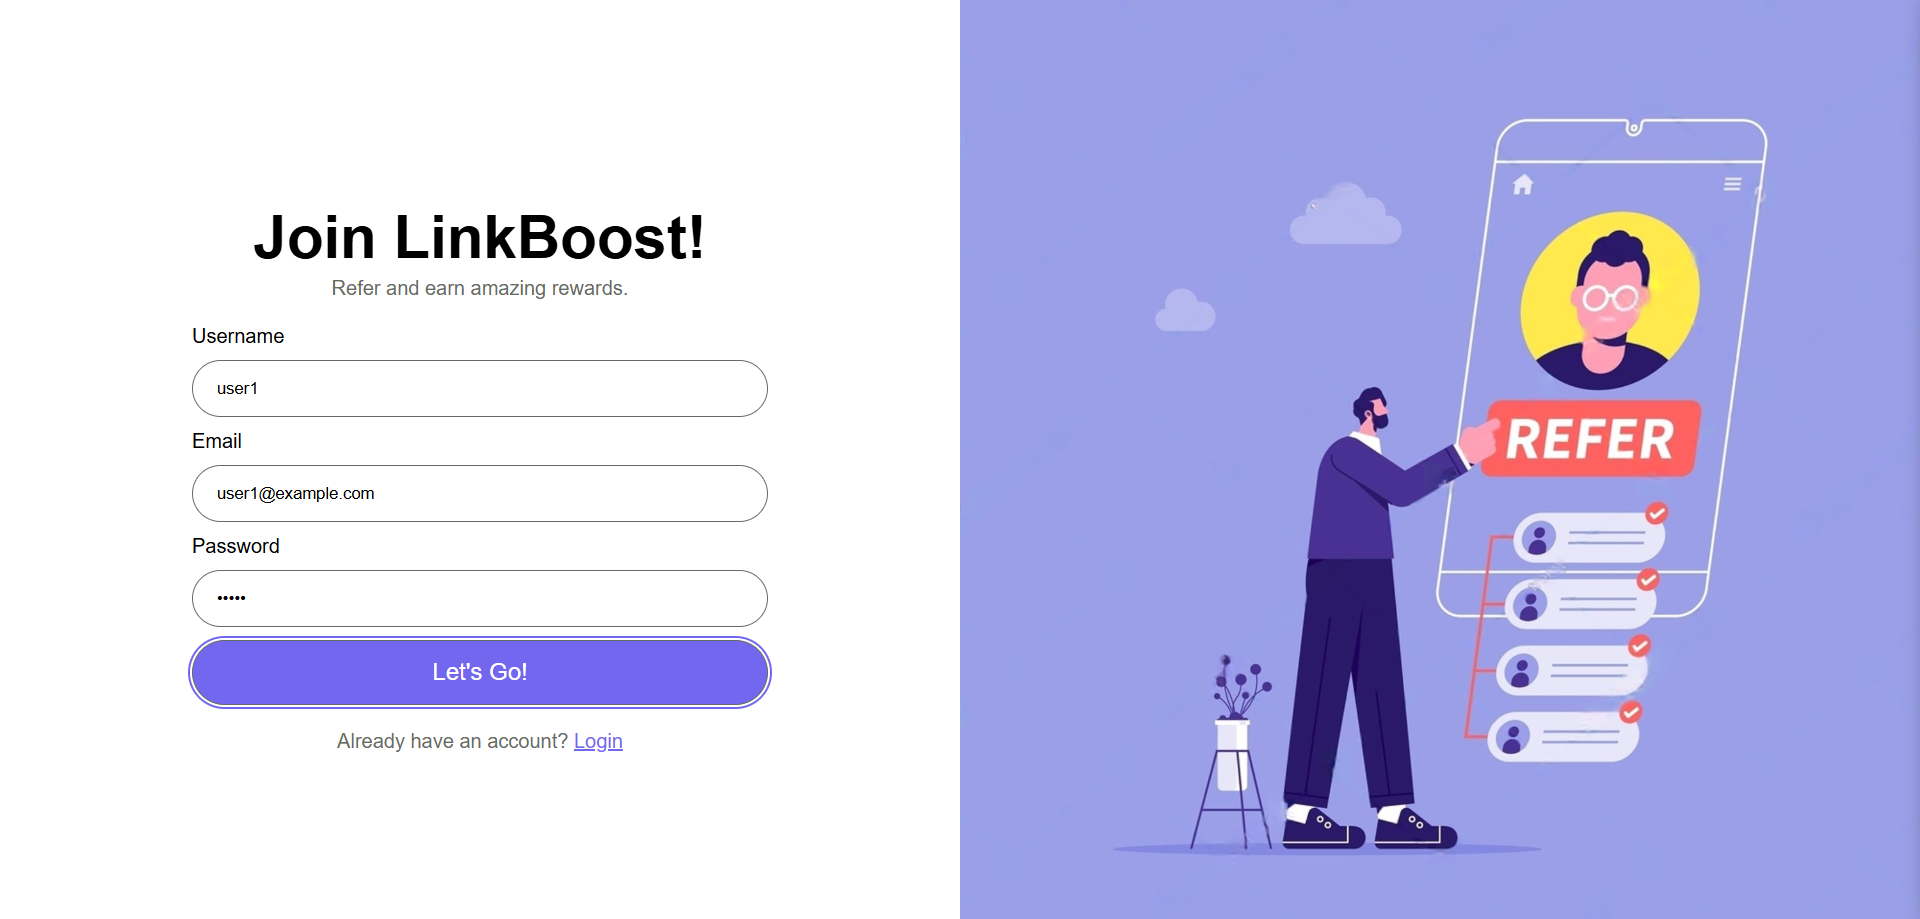 Join LinkBoost!
Refer and earn amazing rewards.
Username
user1
Email
user1@example.com
Password
•••••
Let's Go!
Already have an account? Login
REFER